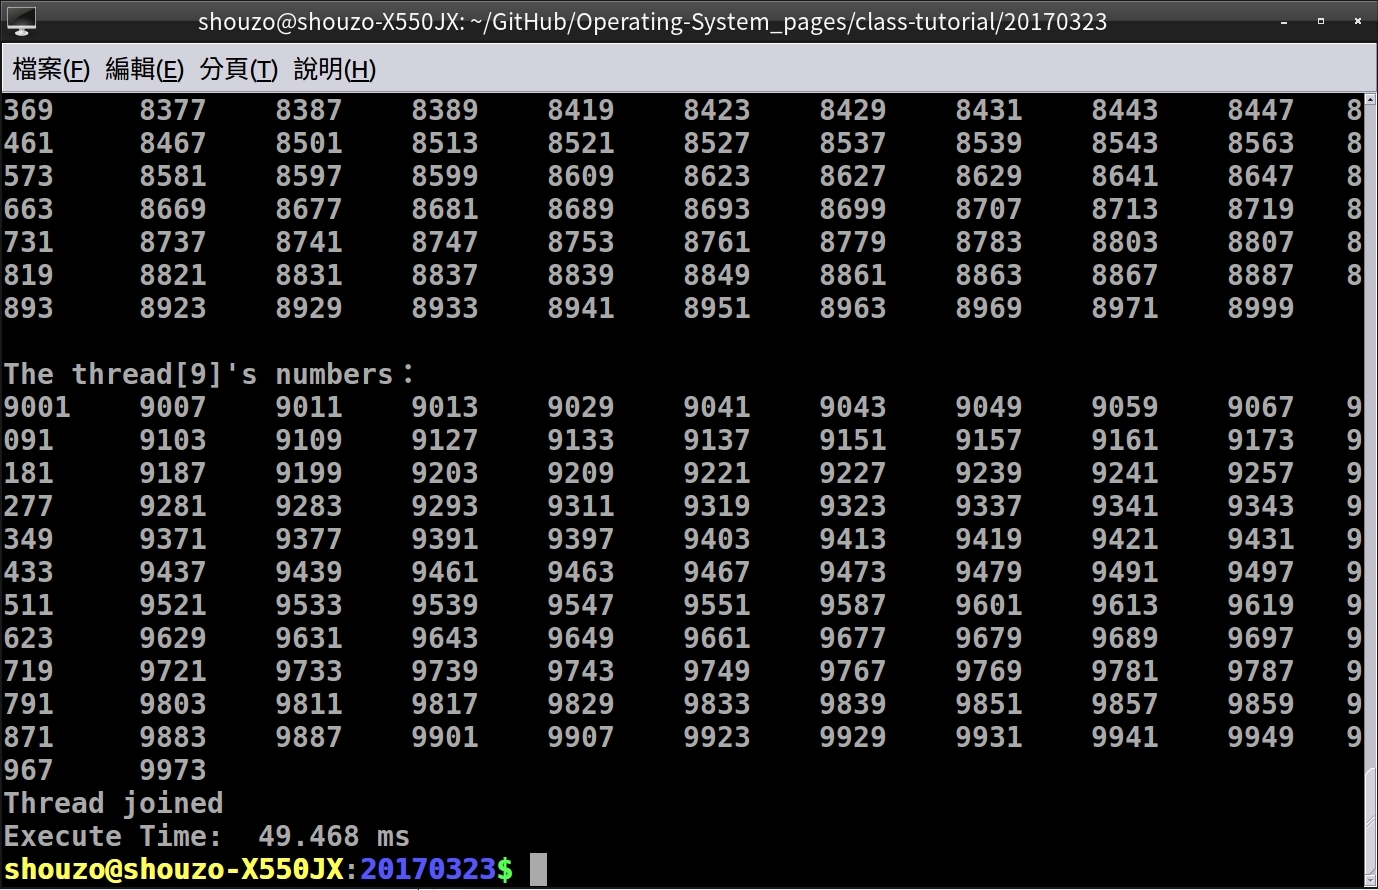 shouzo@shouzo-X550JX: ~/GitHub/Operating-System_pages/class-tutorial/20170323
檔案(F) 編輯(E) 分頁(T) 說明(H)
369 8377 8387 8389 8419 8423 8429 8431 8443 8447 8
461 8467 8501 8513 8521 8527 8537 8539 8543 8563 8
573 8581 8597 8599 8609 8623 8627 8629 8641 8647 8
663 8669 8677 8681 8689 8693 8699 8707 8713 8719 8
731 8737 8741 8747 8753 8761 8779 8783 8803 8807 8
819 8821 8831 8837 8839 8849 8861 8863 8867 8887 8
893 8923 8929 8933 8941 8951 8963 8969 8971 8999
The thread[9]'s numbers：
9001 9007 9011 9013 9029 9041 9043 9049 9059 9067 9
091 9103 9109 9127 9133 9137 9151 9157 9161 9173 9
181 9187 9199 9203 9209 9221 9227 9239 9241 9257 9
277 9281 9283 9293 9311 9319 9323 9337 9341 9343 9
349 9371 9377 9391 9397 9403 9413 9419 9421 9431 9
433 9437 9439 9461 9463 9467 9473 9479 9491 9497 9
511 9521 9533 9539 9547 9551 9587 9601 9613 9619 9
623 9629 9631 9643 9649 9661 9677 9679 9689 9697 9
719 9721 9733 9739 9743 9749 9767 9769 9781 9787 9
791 9803 9811 9817 9829 9833 9839 9851 9857 9859 9
871 9883 9887 9901 9907 9923 9929 9931 9941 9949 9
967 9973
Thread joined
Execute Time:  49.468 ms
shouzo@shouzo-X550JX:20170323$